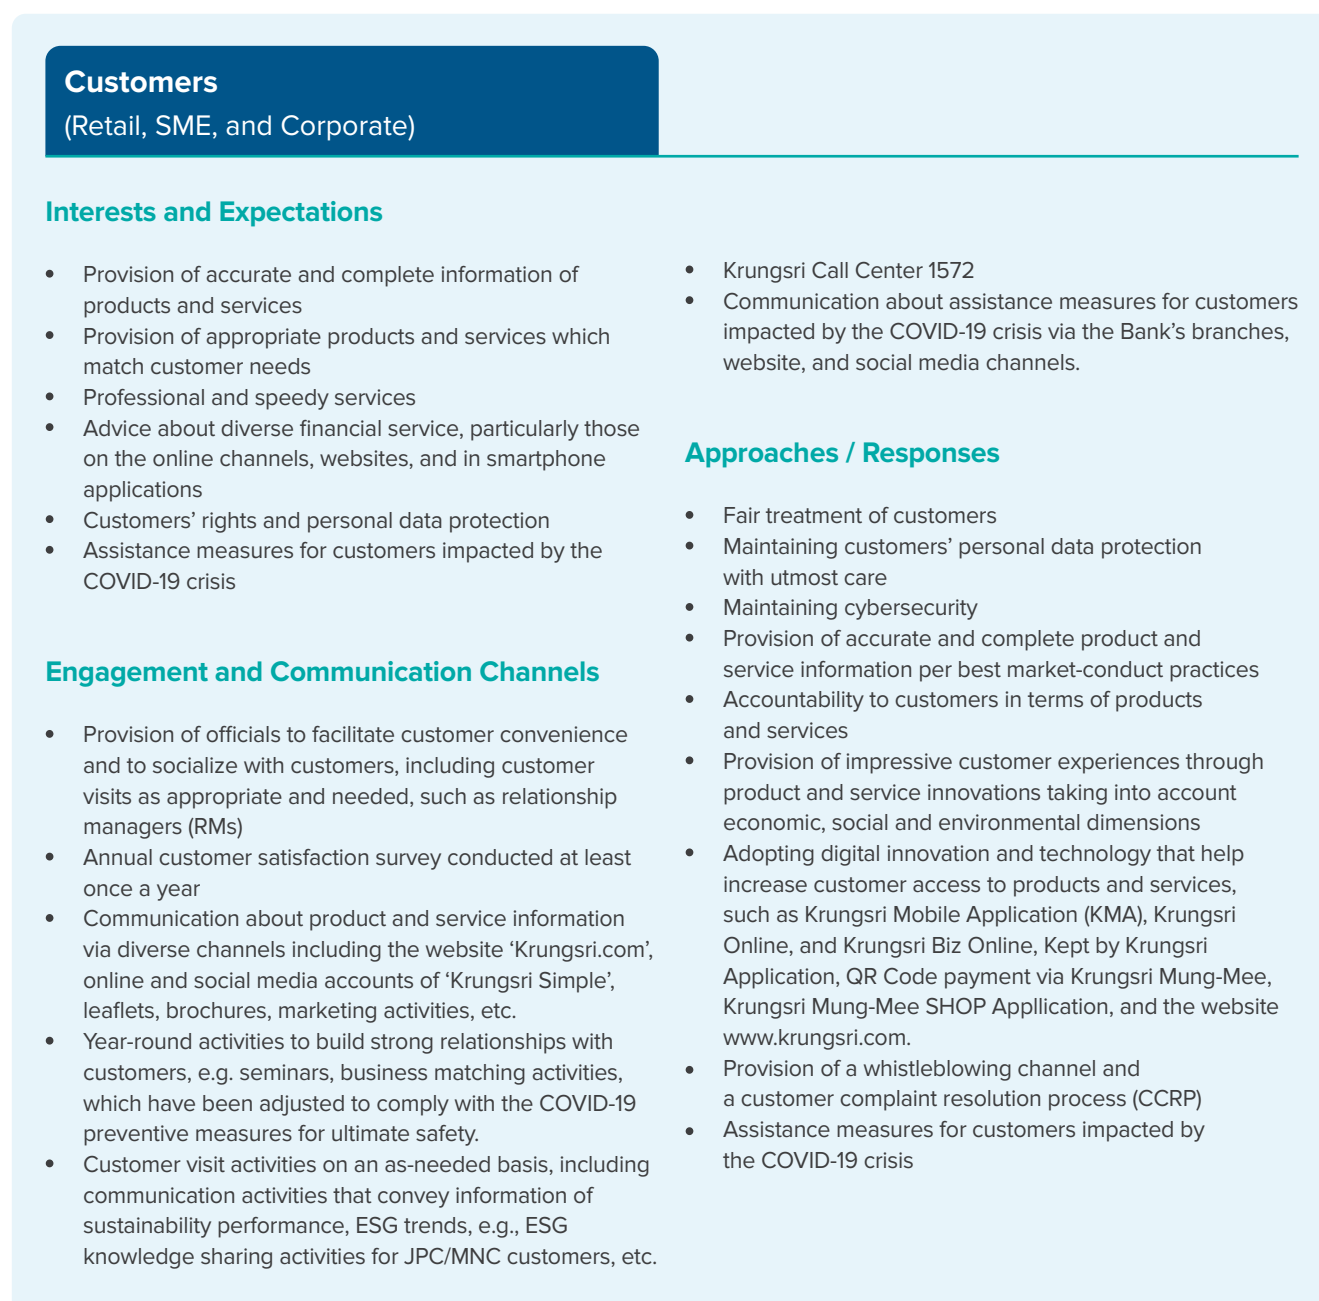 Customers
(Retail, SME, and Corporate)
Interests and Expectations
• Provision of accurate and complete information of
products and services
• Provision of appropriate products and services which
match customer needs
• Professional and speedy services
• Advice about diverse financial service, particularly those
on the online channels, websites, and in smartphone
applications
• Customers’ rights and personal data protection
• Assistance measures for customers impacted by the
COVID-19 crisis
Engagement and Communication Channels
• Provision of officials to facilitate customer convenience
and to socialize with customers, including customer
visits as appropriate and needed, such as relationship
managers (RMs)
• Annual customer satisfaction survey conducted at least
once a year
• Communication about product and service information
via diverse channels including the website ‘Krungsri.com’,
online and social media accounts of ‘Krungsri Simple’,
leaflets, brochures, marketing activities, etc.
• Year-round activities to build strong relationships with
customers, e.g. seminars, business matching activities,
which have been adjusted to comply with the COVID-19
preventive measures for ultimate safety.
• Customer visit activities on an as-needed basis, including
communication activities that convey information of
sustainability performance, ESG trends, e.g., ESG
knowledge sharing activities for JPC/MNC customers, etc.
• Krungsri Call Center 1572
• Communication about assistance measures for customers
impacted by the COVID-19 crisis via the Bank’s branches,
website, and social media channels.
Approaches / Responses
• Fair treatment of customers
• Maintaining customers’ personal data protection
with utmost care
• Maintaining cybersecurity
• Provision of accurate and complete product and
service information per best market-conduct practices
• Accountability to customers in terms of products
and services
• Provision of impressive customer experiences through
product and service innovations taking into account
economic, social and environmental dimensions
• Adopting digital innovation and technology that help
increase customer access to products and services,
such as Krungsri Mobile Application (KMA), Krungsri
Online, and Krungsri Biz Online, Kept by Krungsri
Application, QR Code payment via Krungsri Mung-Mee,
Krungsri Mung-Mee SHOP Appllication, and the website
www.krungsri.com.
• Provision of a whistleblowing channel and
a customer complaint resolution process (CCRP)
• Assistance measures for customers impacted by
the COVID-19 crisis